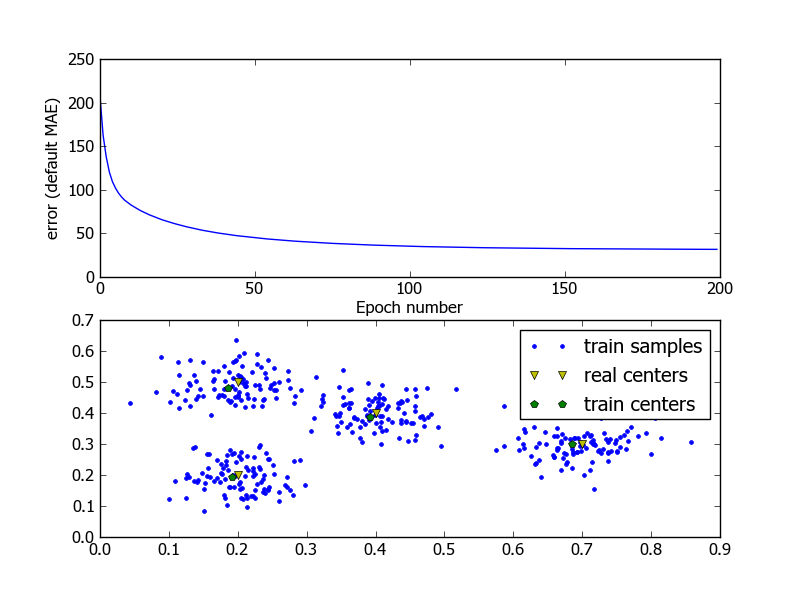 250
200
150
100
50
0
error (default MAE)
0 50 100 150 200
Epoch number
0.7
0.6
0.5
0.4
0.3
0.2
0.1
0.0
train samples
real centers
train centers
0.0 0.1 0.2 0.3 0.4 0.5 0.6 0.7 0.8 0.9